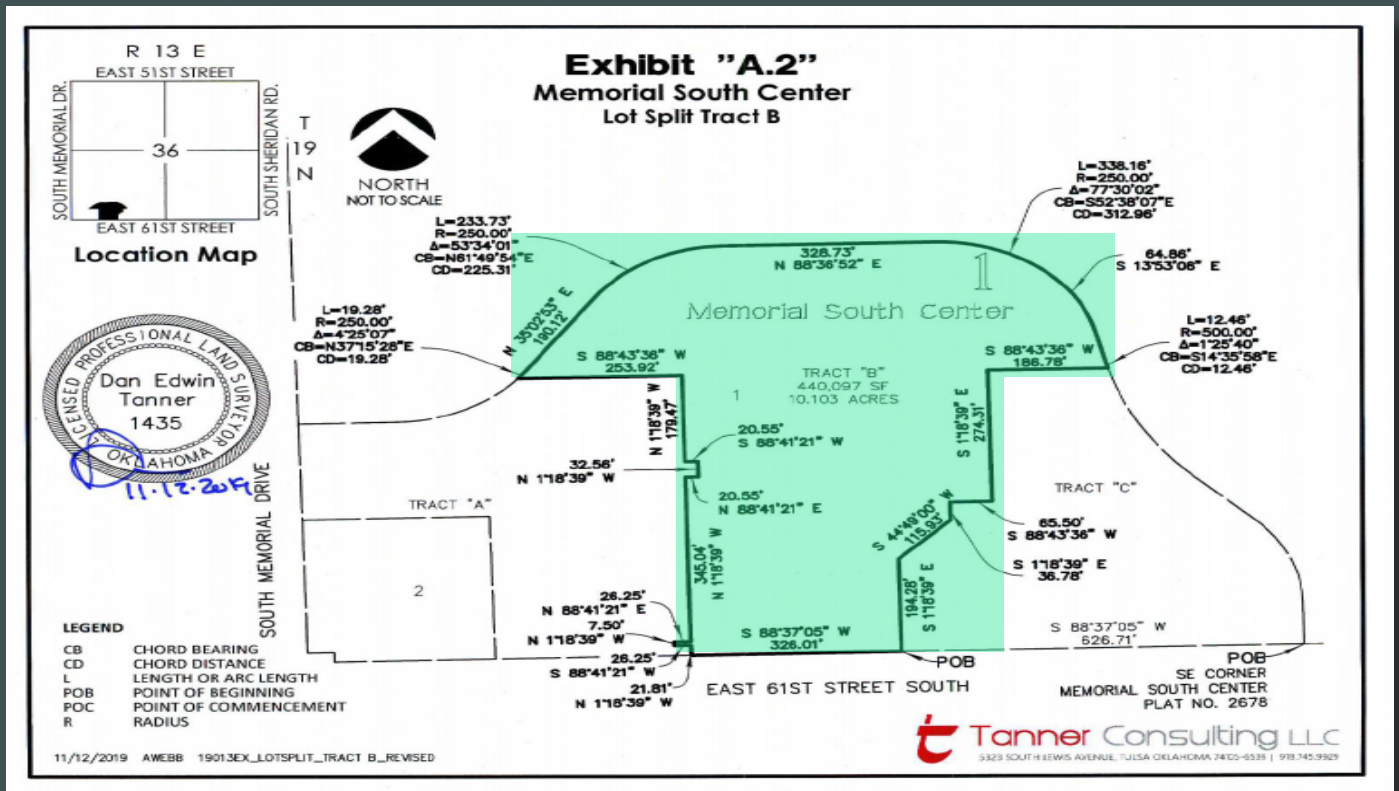 Exhibit "A.2"
Memorial South Center
Lot Split Tract B
R 13 E
EAST 51ST STREET
SOUTH MEMORIAL DR.
36
SOUTH SHERIDAN RD.
T
19
N
EAST 61ST STREET
Location Map
NORTH
NOT TO SCALE
LICENSED PROFESSIONAL LAND SURVEYOR
Dan Edwin
Tanner
1435
OKLAHOMA
11.12.2019
L=233.73'
R=250.00'
Δ=53°34'01"
CB=N61°49'54"E
CD=225.31'
L=338.16'
R=250.00'
Δ=77°30'02"
CB=S52°38'07"E
CD=312.96'
328.73'
N 88°36'52" E
1
64.86'
S 13°53'08" E
Memorial South Center
L=19.28'
R=250.00'
Δ=4°25'07"
CB=N37°15'28"E
CD=19.28'
N 35°02'53" E
190.12'
L=12.46'
R=500.00'
Δ=1°25'40"
CB=S14°35'58"E
CD=12.46'
S 88°43'36" W
253.92'
S 88°43'36" W
186.78'
TRACT "B"
440,097 SF
10.103 ACRES
1
N 1°18'39" W
179.47'
S 1°18'39" E
274.31'
20.55'
S 88°41'21" W
32.56'
N 1°18'39" W
20.55'
N 88°41'21" E
TRACT "A"
TRACT "C"
S 44°49'00" W
115.93'
65.50'
S 88°43'36" W
S 1°18'39" E
36.78'
345.04'
N 1°18'39" W
194.28'
S 1°18'39" E
2
SOUTH MEMORIAL DRIVE
26.25'
N 88°41'21" E
7.50'
N 1°18'39" W
26.25'
S 88°41'21" W
21.81'
N 1°18'39" W
S 88°37'05" W
326.01'
S 88°37'05" W
626.71'
POB
EAST 61ST STREET SOUTH
POB
SE CORNER
MEMORIAL SOUTH CENTER
PLAT NO. 2678
LEGEND
CB CHORD BEARING
CD CHORD DISTANCE
L LENGTH OR ARC LENGTH
POB POINT OF BEGINNING
POC POINT OF COMMENCEMENT
R RADIUS
11/12/2019 AWEBB 19013EX_LOTSPLIT_TRACT B_REVISED
Tanner Consulting LLC
5323 SOUTH LEWIS AVENUE, TULSA OKLAHOMA 74105-6539 | 918.745.9929